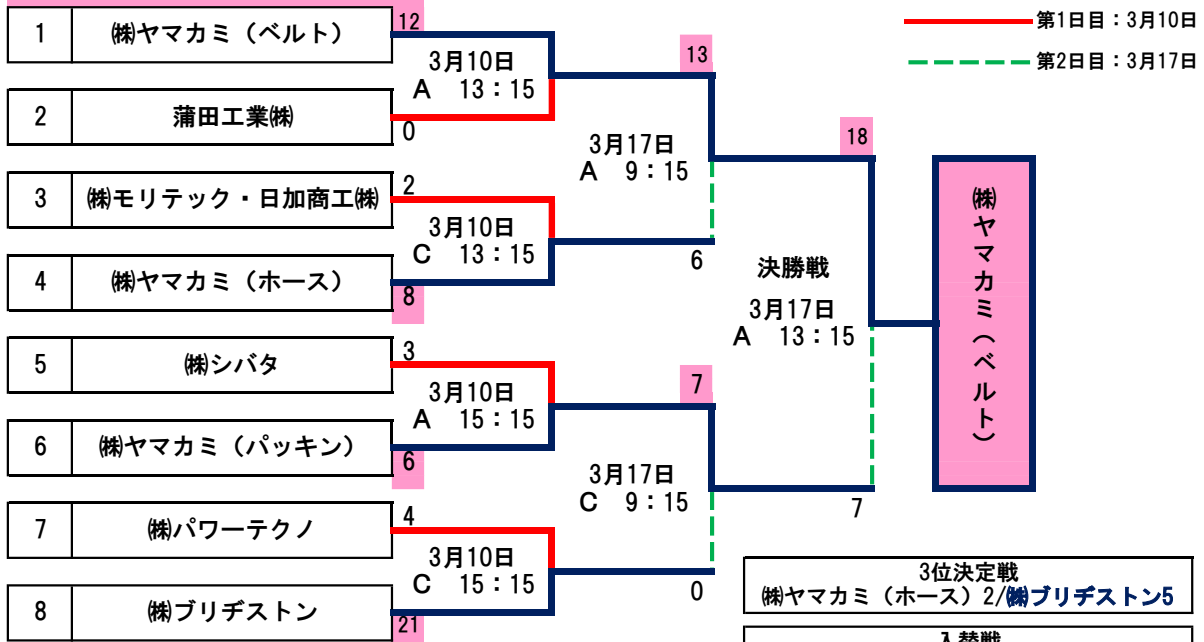 第1日目：3月10日
第2日目：3月17日
1 ㈱ヤマカミ（ベルト） 12
3月10日
A 13：15
2 蒲田工業㈱ 0
13
3月17日
A 9：15
3 ㈱モリテック・日加商工㈱ 2
3月10日
C 13：15
4 ㈱ヤマカミ（ホース） 8
6
18
決勝戦
3月17日
A 13：15
㈱ヤマカミ（ベルト）
5 ㈱シバタ 3
3月10日
A 15：15
6 ㈱ヤマカミ（パッキン） 6
7
3月17日
C 9：15
7
7 ㈱パワーテクノ 4
3月10日
C 15：15
8 ㈱ブリヂストン 21
0
3位決定戦
㈱ヤマカミ（ホース）2/㈱ブリヂストン5
入替戦